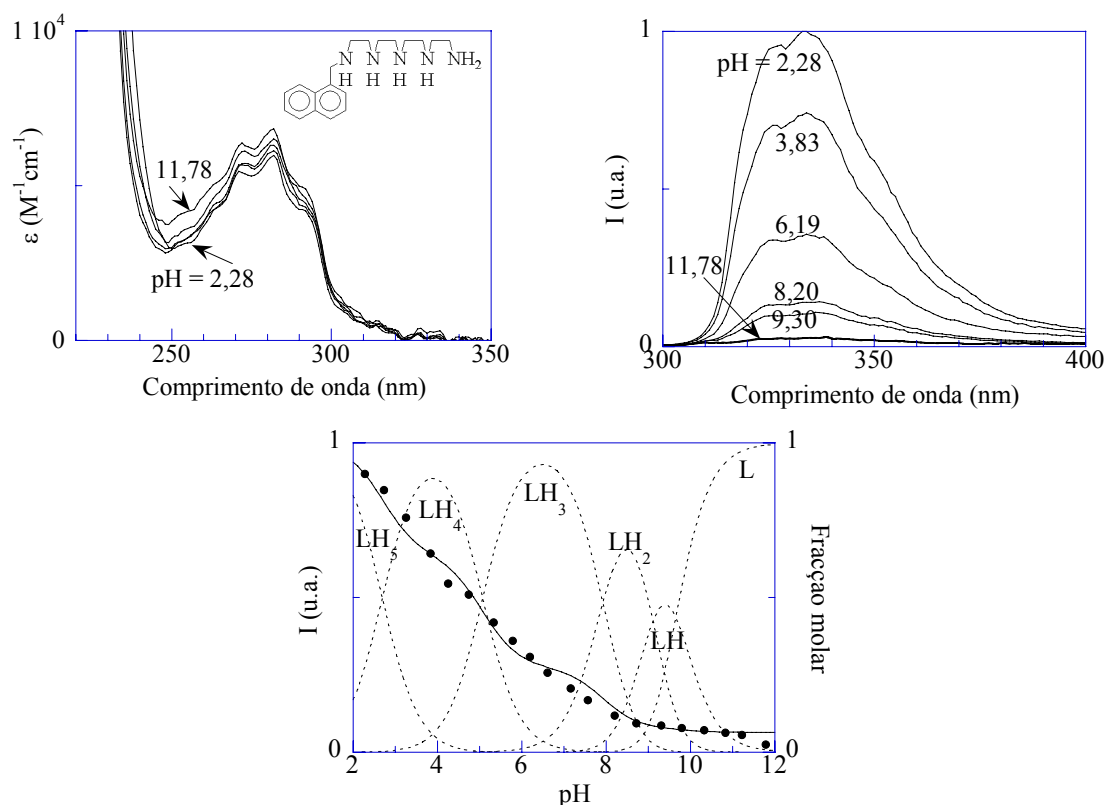 1 10⁴
ε (M⁻¹cm⁻¹)
N N N N NH₂
H H H H
11,78
pH = 2,28
0
250 300 350
Comprimento de onda (nm)
1
I (u.a.)
pH = 2,28
3,83
6,19
11,78
8,20
9,30
0
300 350 400
Comprimento de onda (nm)
1 1
L
LH₃
LH₄
LH₅
LH₂
LH
I (u.a.)
Fracçao molar
0 0
2 4 6 8 10 12
pH